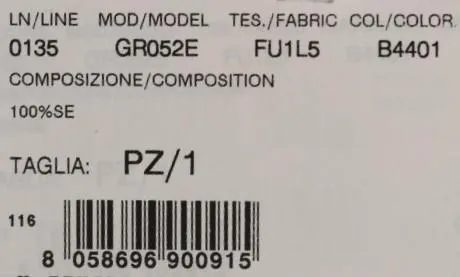 LN/LINE MOD/MODEL TES./FABRIC COL/COLOR
0135 GR052E FU1L5 B4401
COMPOSIZIONE/COMPOSITION
100%SE
TAGLIA: PZ/1
116
8 058696 900915